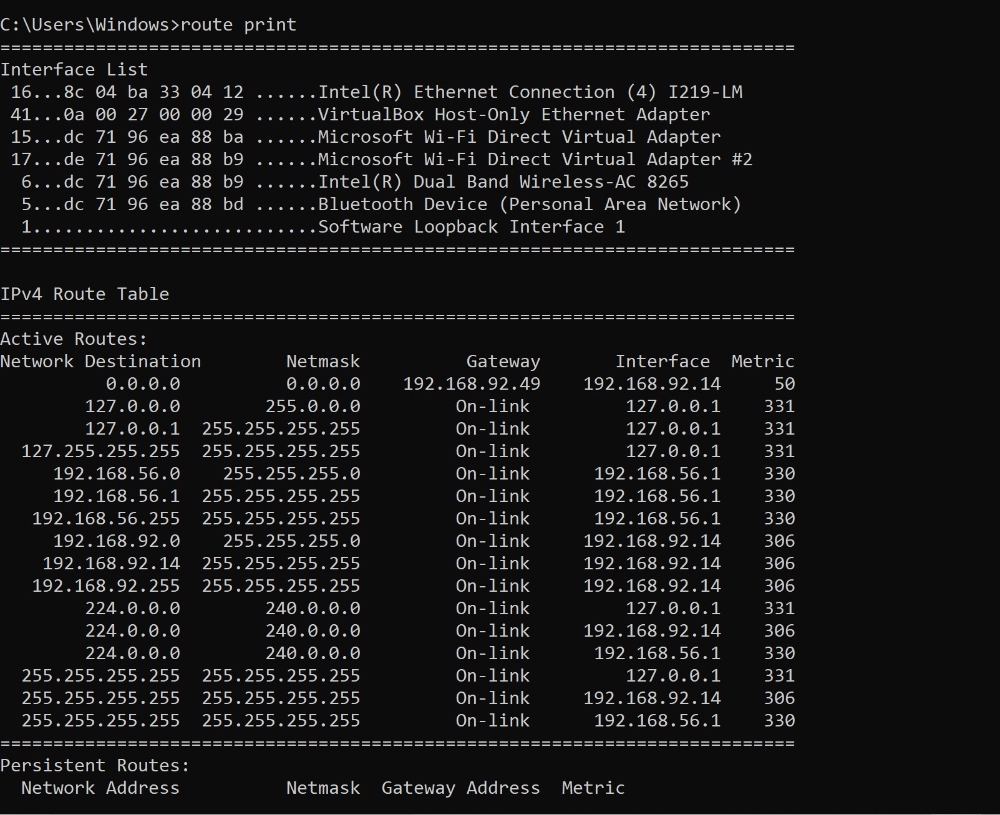 C:\Users\Windows>route print
===========================================================================
Interface List
 16...8c 04 ba 33 04 12 ......Intel(R) Ethernet Connection (4) I219-LM
 41...0a 00 27 00 00 29 ......VirtualBox Host-Only Ethernet Adapter
 15...dc 71 96 ea 88 ba ......Microsoft Wi-Fi Direct Virtual Adapter
 17...de 71 96 ea 88 b9 ......Microsoft Wi-Fi Direct Virtual Adapter #2
  6...dc 71 96 ea 88 b9 ......Intel(R) Dual Band Wireless-AC 8265
  5...dc 71 96 ea 88 bd ......Bluetooth Device (Personal Area Network)
  1...........................Software Loopback Interface 1
===========================================================================

IPv4 Route Table
===========================================================================
Active Routes:
Network Destination        Netmask          Gateway       Interface  Metric
          0.0.0.0          0.0.0.0    192.168.92.49    192.168.92.14     50
        127.0.0.0        255.0.0.0         On-link         127.0.0.1    331
        127.0.0.1  255.255.255.255         On-link         127.0.0.1    331
  127.255.255.255  255.255.255.255         On-link         127.0.0.1    331
     192.168.56.0    255.255.255.0         On-link      192.168.56.1    330
     192.168.56.1  255.255.255.255         On-link      192.168.56.1    330
   192.168.56.255  255.255.255.255         On-link      192.168.56.1    330
     192.168.92.0    255.255.255.0         On-link     192.168.92.14    306
    192.168.92.14  255.255.255.255         On-link     192.168.92.14    306
   192.168.92.255  255.255.255.255         On-link     192.168.92.14    306
        224.0.0.0        240.0.0.0         On-link         127.0.0.1    331
        224.0.0.0        240.0.0.0         On-link     192.168.92.14    306
        224.0.0.0        240.0.0.0         On-link      192.168.56.1    330
  255.255.255.255  255.255.255.255         On-link         127.0.0.1    331
  255.255.255.255  255.255.255.255         On-link     192.168.92.14    306
  255.255.255.255  255.255.255.255         On-link      192.168.56.1    330
===========================================================================
Persistent Routes:
  Network Address          Netmask  Gateway Address  Metric